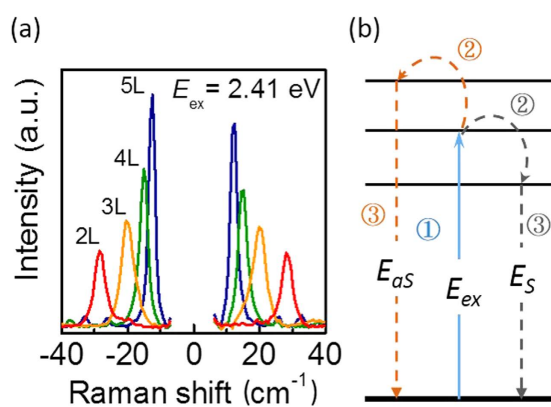 (a)
(b)
5L
E_ex = 2.41 eV
4L
3L
2L
Intensity (a.u.)
-40 -20 0 20 40
Raman shift (cm⁻¹)
②
②
③
①
③
E_aS
E_ex
E_S